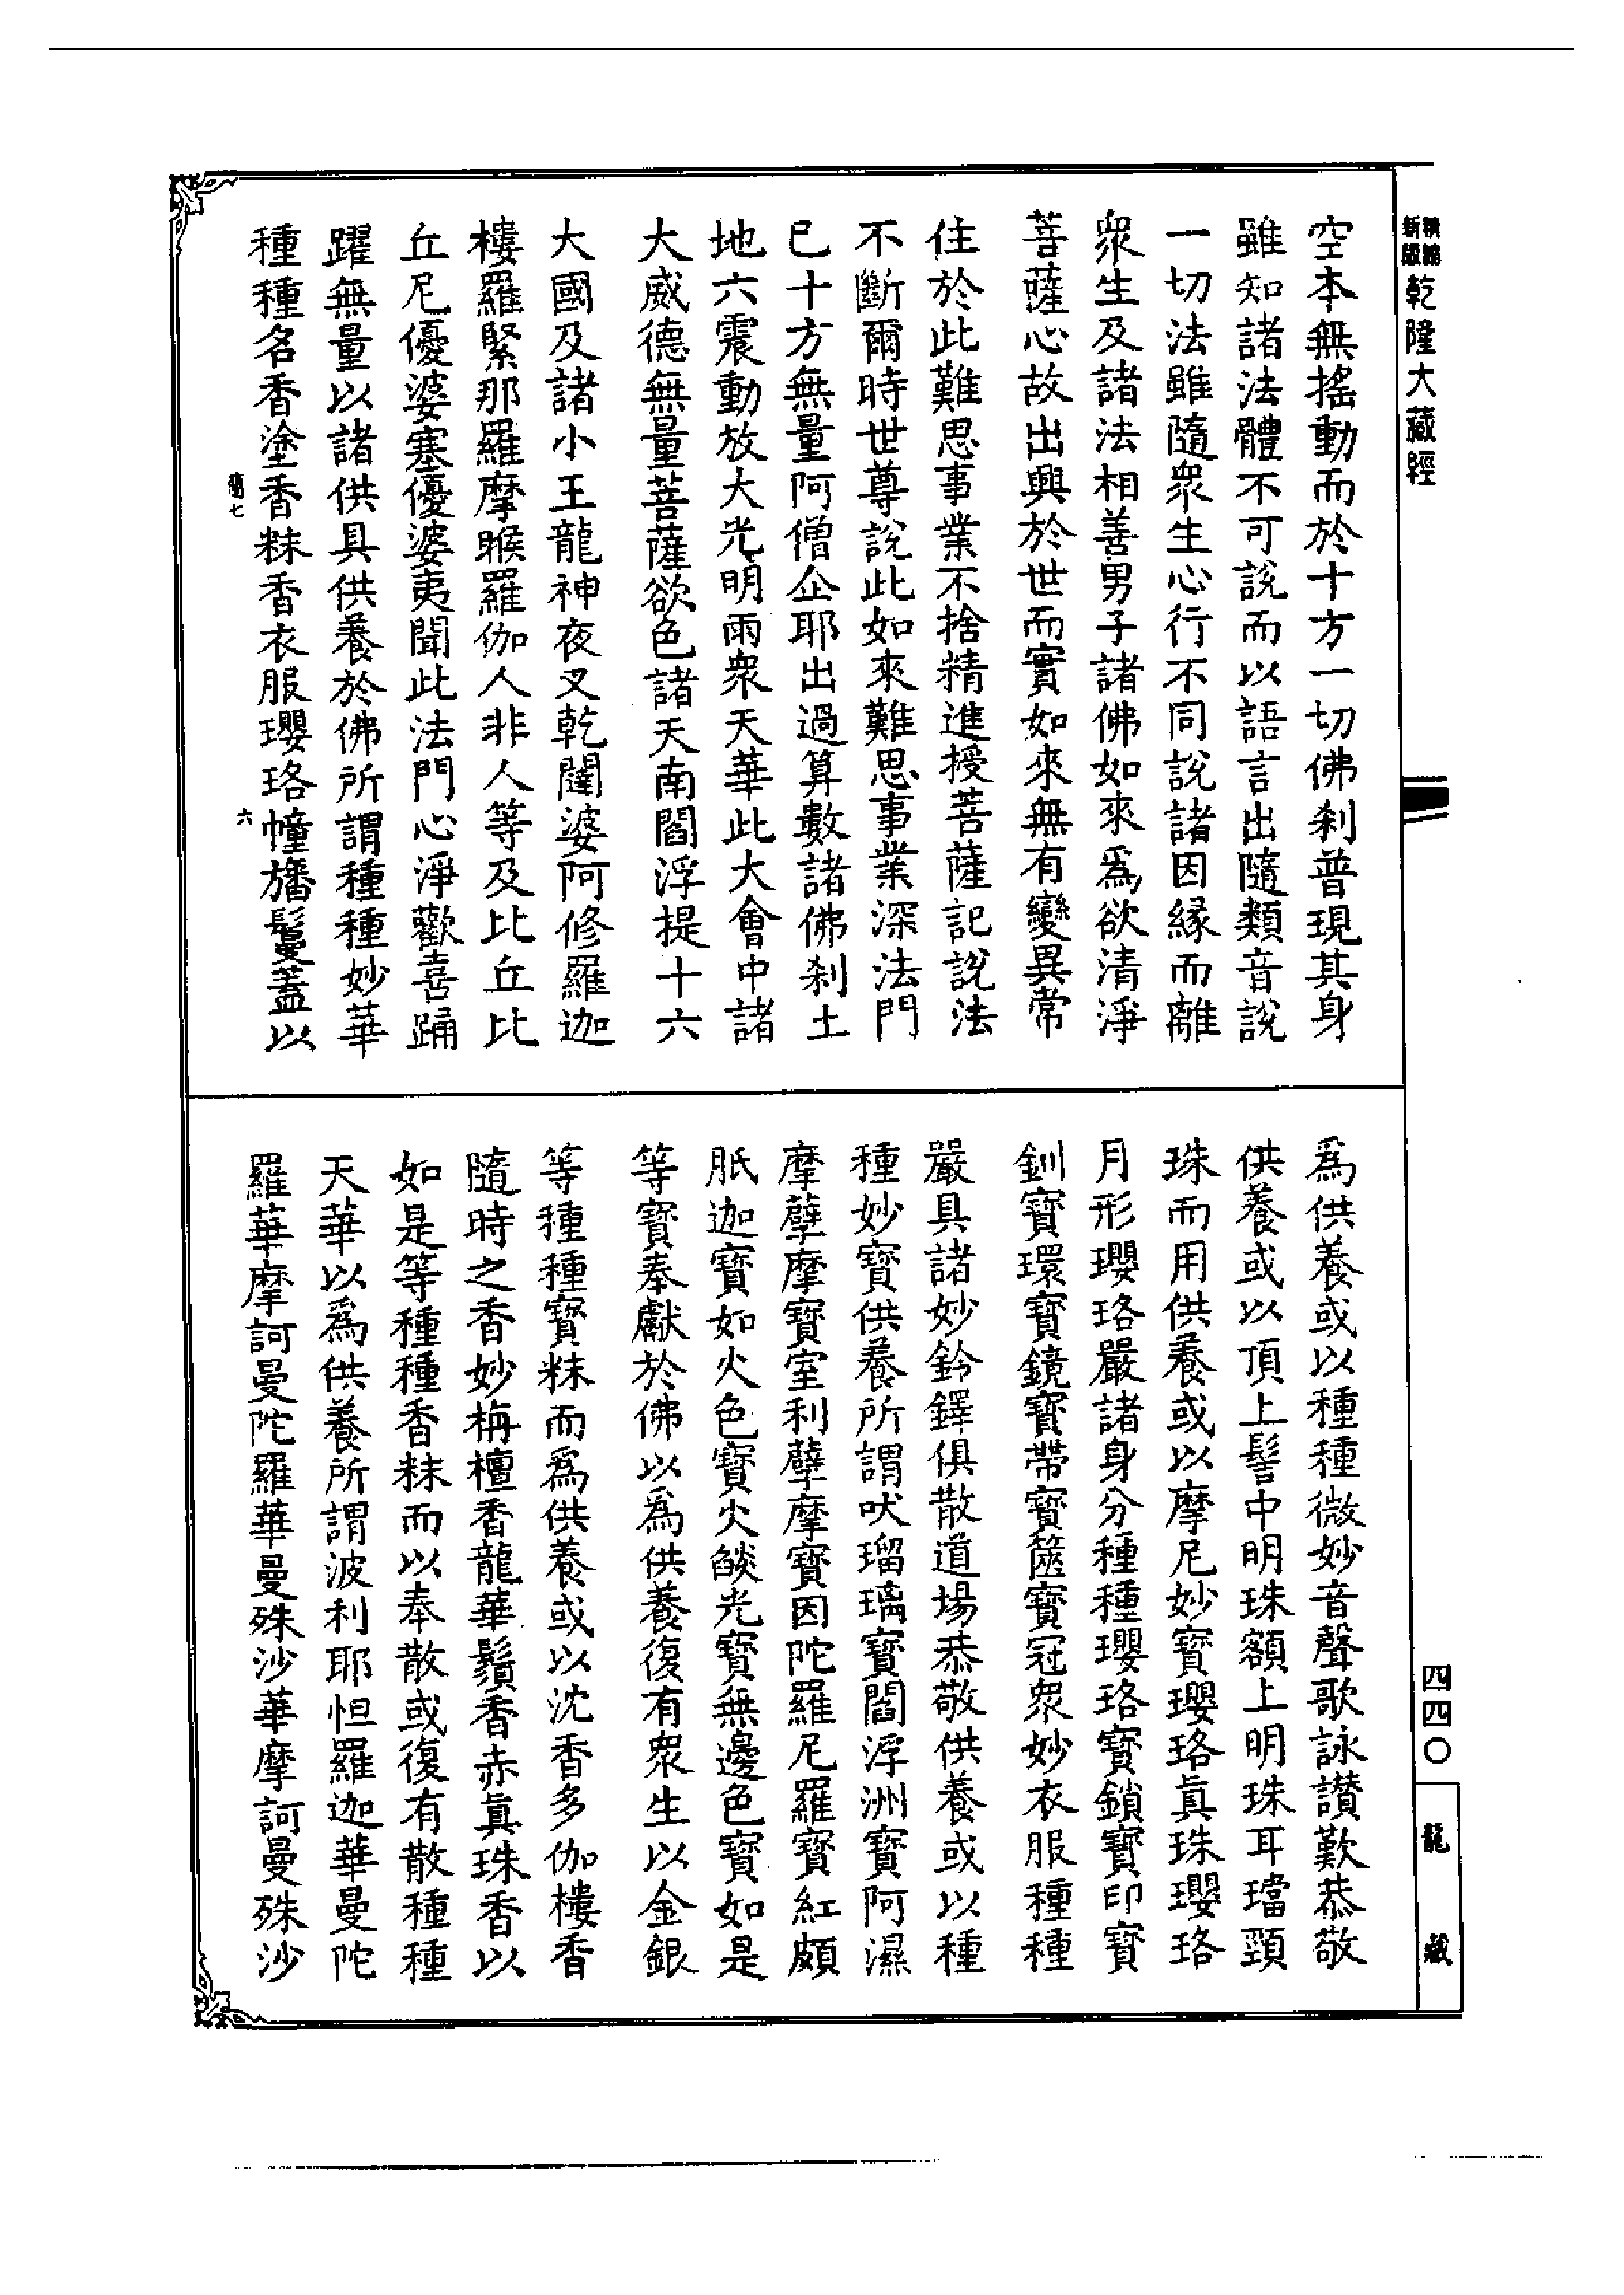 新版
精縮
乾隆大藏經
空本無搖動而於十方一切佛剎普現其身
雖知諸法體不可說而以語言出隨類音說
一切法雖隨眾生心行不同說諸因緣而離
眾生及諸法相善男子諸佛如來為欲清淨
菩薩心故出興於世而實如來無有變異常
住於此難思事業不捨精進授菩薩記說法
不斷爾時世尊說此如來難思事業深法門
已十方無量阿僧企耶出過算數諸佛剎土
地六震動放大光明雨眾天華此大會中諸
大威德無量菩薩欲色諸天南閻浮提十六
大國及諸小王龍神夜叉乾闥婆阿修羅迦
樓羅緊那羅摩睺羅伽人非人等及比丘比
丘尼優婆塞優婆夷聞此法門心淨歡喜踊
躍無量以諸供具供養於佛所謂種種妙華
種種名香塗香粖香衣服瓔珞幢旛鬘蓋以
七
六
為供養或以種種微妙音聲歌詠讚歎恭敬
供養或以頂上髻中明珠額上明珠耳璫頸
珠而用供養或以摩尼妙寶瓔珞真珠瓔珞
月形瓔珞嚴諸身分種種瓔珞寶鎖寶印寶
釧寶環寶鏡寶帶寶篋寶冠眾妙衣服種種
嚴具諸妙鈴鐸俱散道場恭敬供養或以種
種妙寶供養所謂吠瑠璃寶閻浮洲寶阿濕
摩孽摩寶室利孽摩寶因陀羅尼羅寶紅頗
胝迦寶如火色寶火燄光寶無邊色寶如是
等寶奉獻於佛以為供養復有眾生以金銀
等種種寶粖而為供養或以沈香多伽樓香
隨時之香妙栴檀香龍華鬚香赤真珠香以
如是等種種香粖而以奉散或復有散種種
天華以為供養所謂波利耶怛羅迦華曼陀
羅華摩訶曼陀羅華曼殊沙華摩訶曼殊沙
四四〇
龍藏